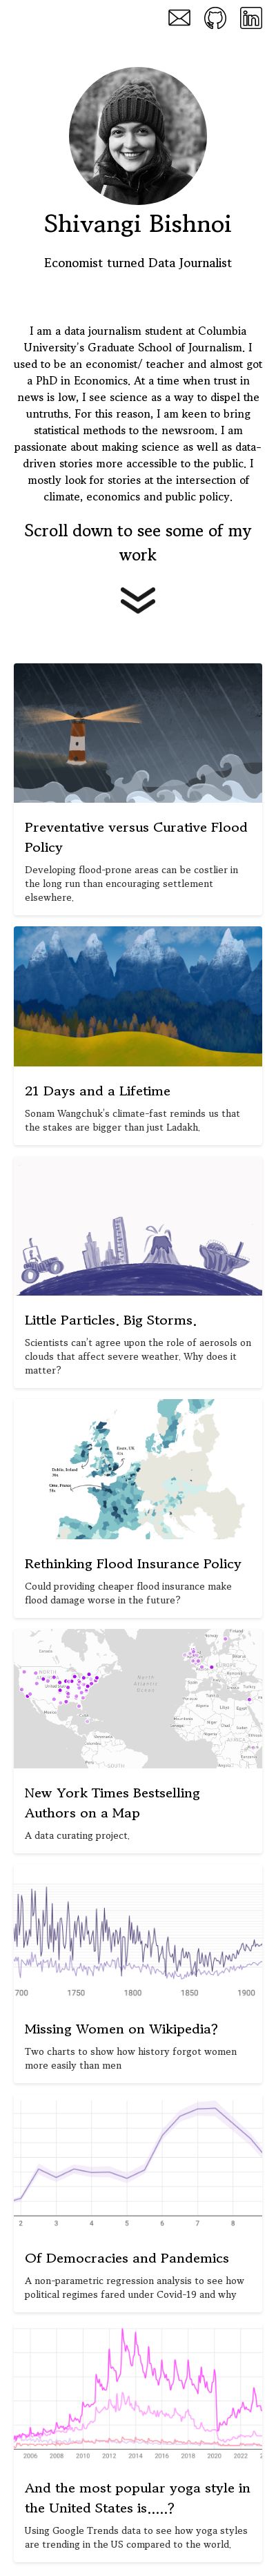 Shivangi Bishnoi
Economist turned Data Journalist
I am a data journalism student at Columbia
University's Graduate School of Journalism. I
used to be an economist/ teacher and almost got
a PhD in Economics. At a time when trust in
news is low, I see science as a way to dispel the
untruths. For this reason, I am keen to bring
statistical methods to the newsroom. I am
passionate about making science as well as data-
driven stories more accessible to the public. I
mostly look for stories at the intersection of
climate, economics and public policy.
Scroll down to see some of my
work
Preventative versus Curative Flood
Policy
Developing flood-prone areas can be costlier in
the long run than encouraging settlement
elsewhere.
21 Days and a Lifetime
Sonam Wangchuk's climate-fast reminds us that
the stakes are bigger than just Ladakh.
Little Particles. Big Storms.
Scientists can't agree upon the role of aerosols on
clouds that affect severe weather. Why does it
matter?
Essex, UK
Dublin, Ireland
Rethinking Flood Insurance Policy
Could providing cheaper flood insurance make
flood damage worse in the future?
North
Atlantic
Ocean
New York Times Bestselling
Authors on a Map
A data curating project.
700 1750 1800 1850 1900
Missing Women on Wikipedia?
Two charts to show how history forgot women
more easily than men
2 3 4 5 6 7 8
Of Democracies and Pandemics
A non-parametric regression analysis to see how
political regimes fared under Covid-19 and why
2006 2008 2010 2012 2014 2016 2018 2020 2022
And the most popular yoga style in
the United States is.....?
Using Google Trends data to see how yoga styles
are trending in the US compared to the world.